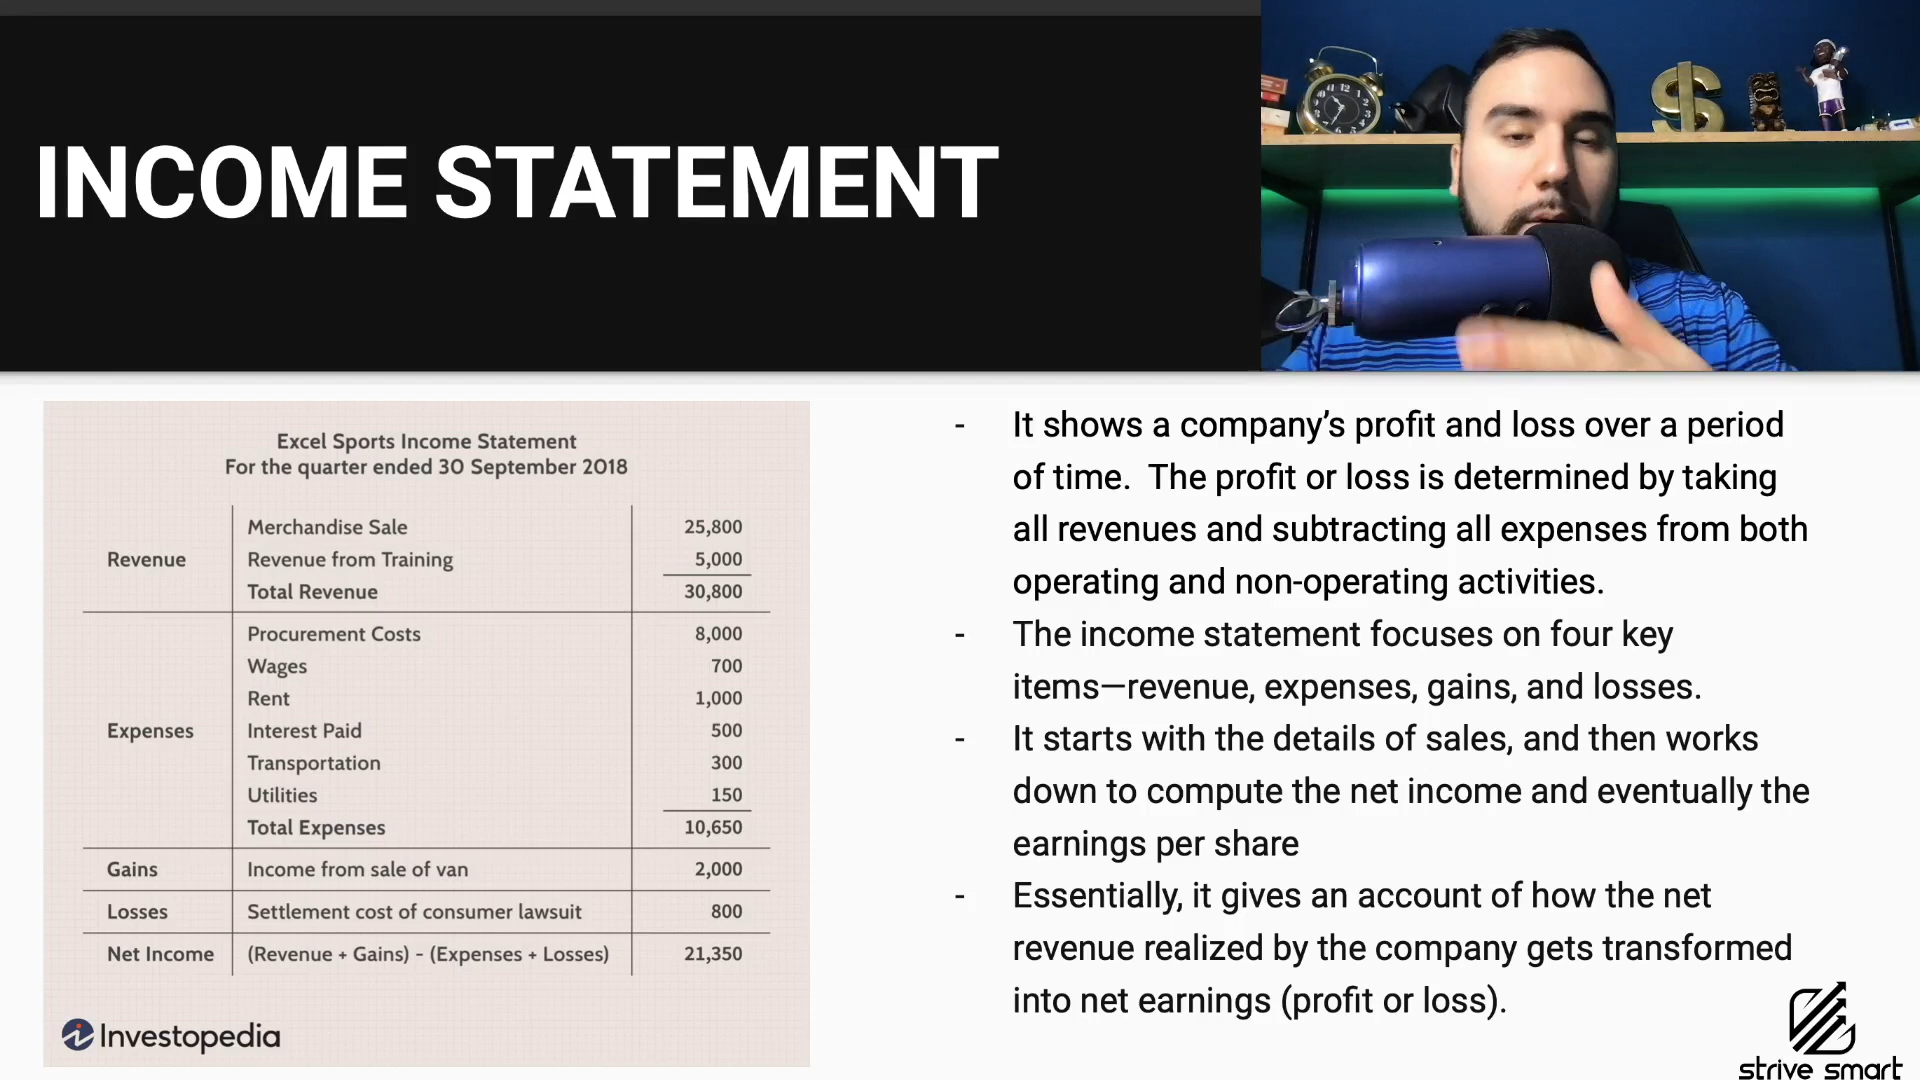 INCOME STATEMENT
Excel Sports Income Statement
For the quarter ended 30 September 2018
Revenue
Merchandise Sale 25,800
Revenue from Training 5,000
Total Revenue 30,800
Expenses
Procurement Costs 8,000
Wages 700
Rent 1,000
Interest Paid 500
Transportation 300
Utilities 150
Total Expenses 10,650
Gains Income from sale of van 2,000
Losses Settlement cost of consumer lawsuit 800
Net Income (Revenue + Gains) - (Expenses + Losses) 21,350
Investopedia
- It shows a company’s profit and loss over a period
of time. The profit or loss is determined by taking
all revenues and subtracting all expenses from both
operating and non-operating activities.
- The income statement focuses on four key
items—revenue, expenses, gains, and losses.
- It starts with the details of sales, and then works
down to compute the net income and eventually the
earnings per share
- Essentially, it gives an account of how the net
revenue realized by the company gets transformed
into net earnings (profit or loss).
strive smart